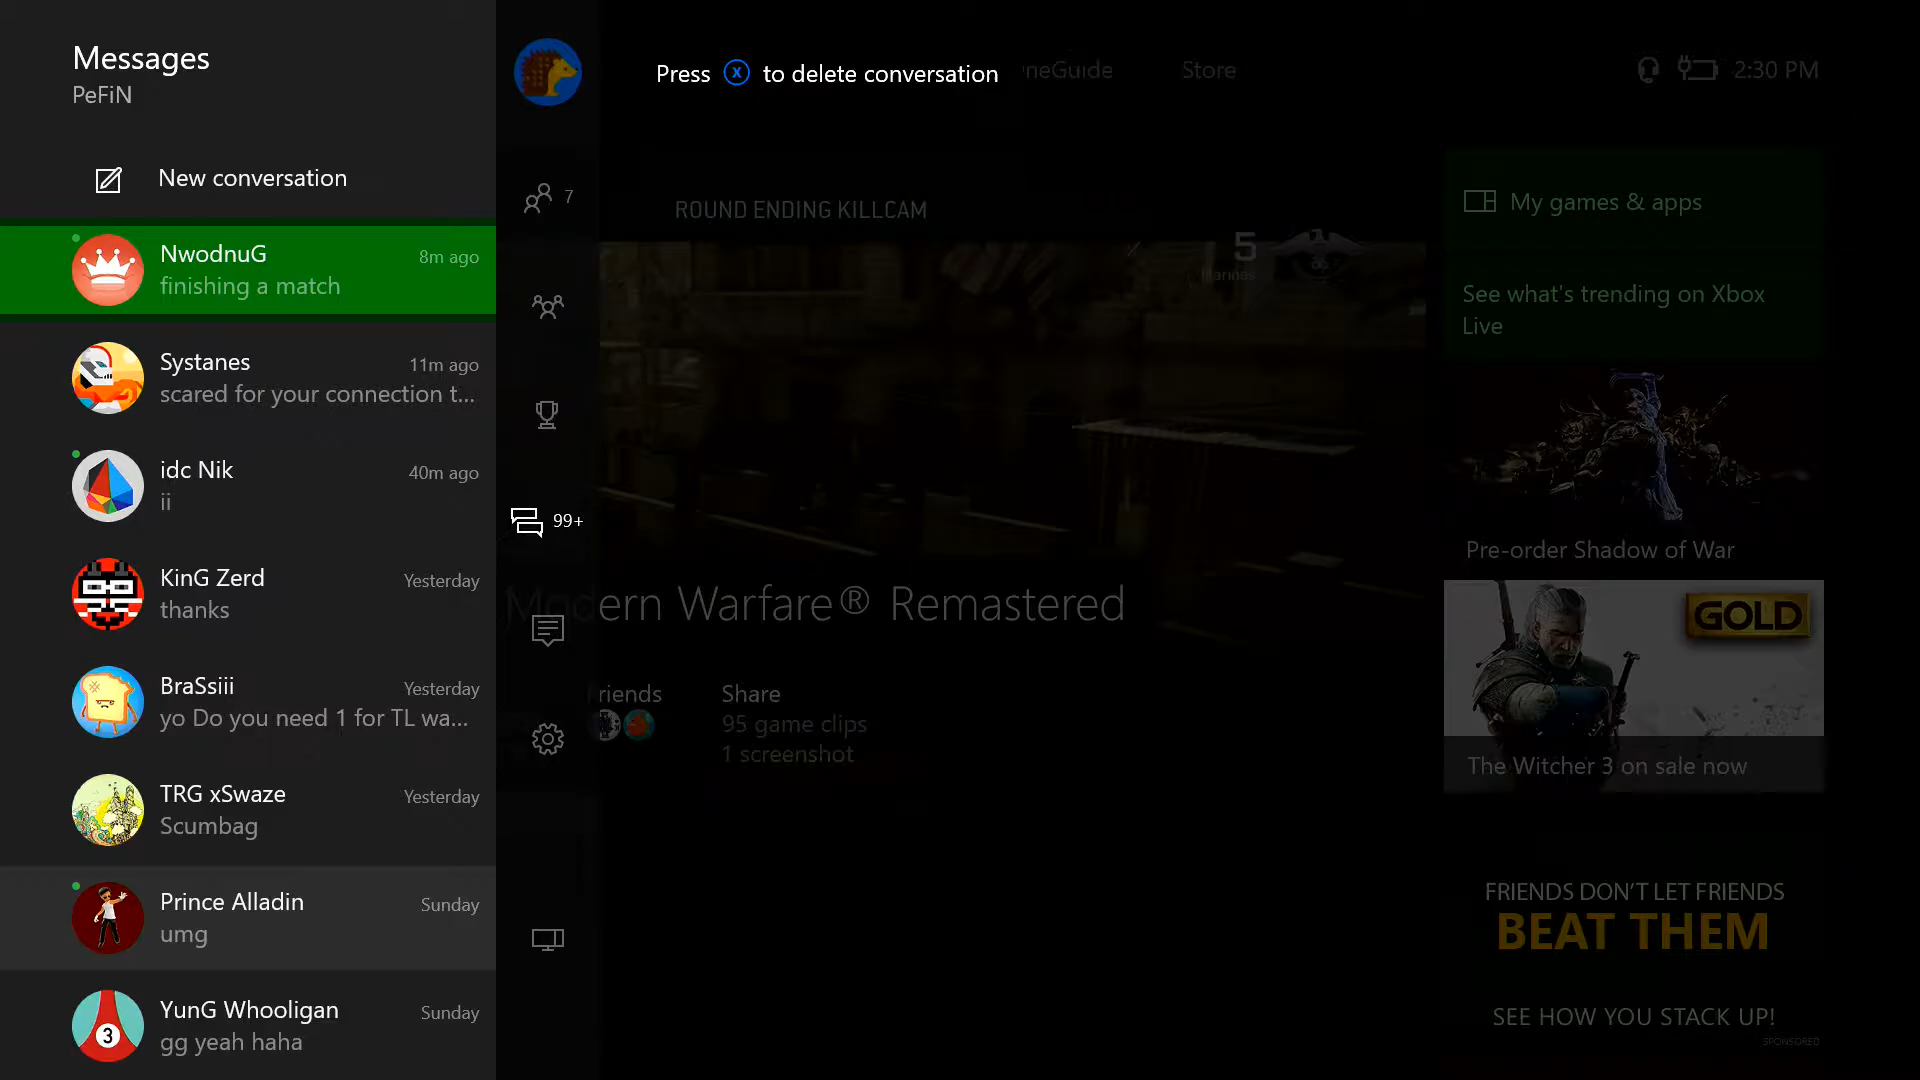 Messages
PeFiN
New conversation
NwodnuG
8m ago
finishing a match
Systanes
11m ago
scared for your connection t...
idc Nik
40m ago
ii
KinG Zerd
Yesterday
thanks
BraSsiii
Yesterday
yo Do you need 1 for TL wa...
TRG xSwaze
Yesterday
Scumbag
Prince Alladin
Sunday
umg
YunG Whooligan
Sunday
gg yeah haha
3
7
99+
Press X to delete conversation
neGuide
Store
2:30 PM
ROUND ENDING KILLCAM
5
Marines
Modern Warfare® Remastered
riends
Share
95 game clips
1 screenshot
My games & apps
See what's trending on Xbox
Live
Pre-order Shadow of War
GOLD
The Witcher 3 on sale now
FRIENDS DON'T LET FRIENDS
BEAT THEM
SEE HOW YOU STACK UP!
SPONSORED